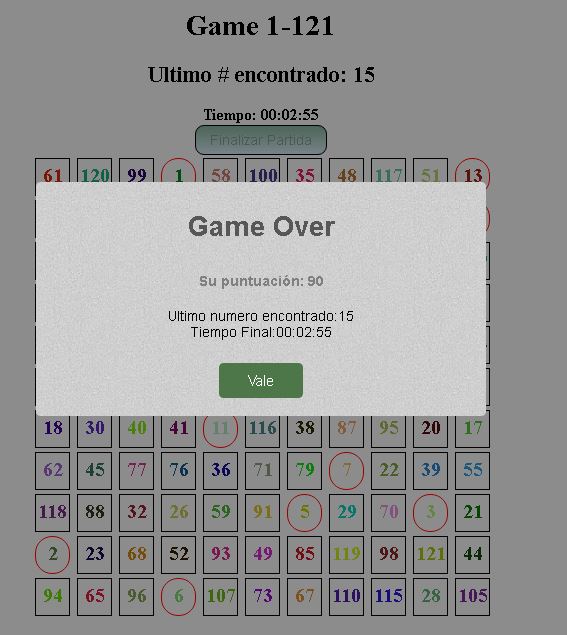 Game 1-121
Ultimo # encontrado: 15
Tiempo: 00:02:55
Finalizar Partida
61 120 99 1 58 100 35 48 117 51 13
Game Over
Su puntuación: 90
Ultimo numero encontrado:15
Tiempo Final:00:02:55
Vale
18 30 40 41 11 116 38 87 95 20 17
62 45 77 76 36 71 79 7 22 39 55
118 88 32 26 59 91 5 29 70 3 21
2 23 68 52 93 49 85 119 98 121 44
94 65 96 6 107 73 67 110 115 28 105